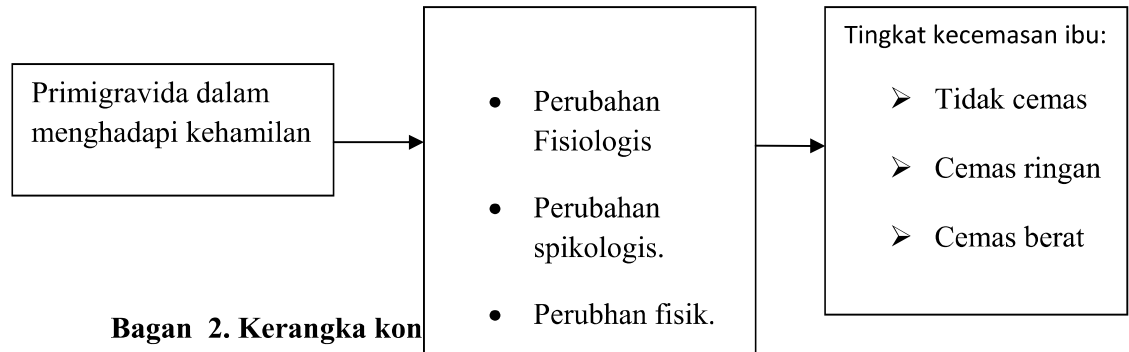 Primigravida dalam
menghadapi kehamilan
• Perubahan
Fisiologis
• Perubahan
spikologis.
• Perubhan fisik.
Tingkat kecemasan ibu:
➢ Tidak cemas
➢ Cemas ringan
➢ Cemas berat
Bagan 2. Kerangka kon